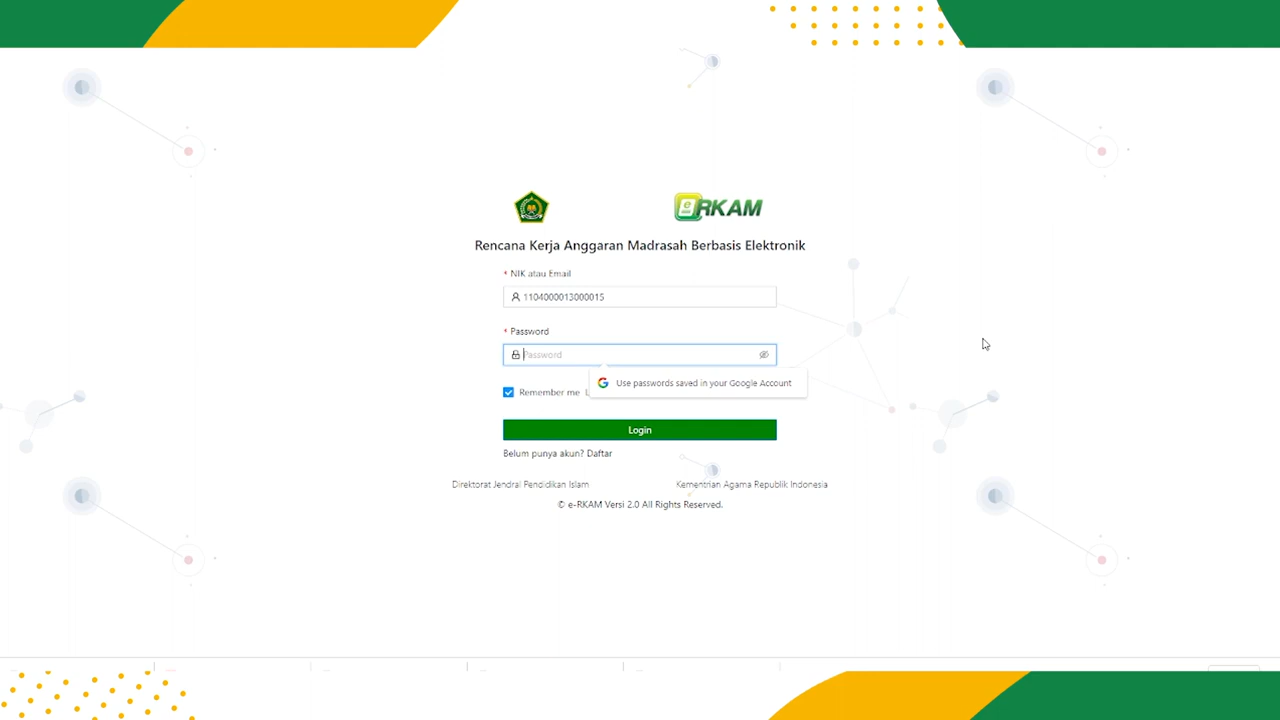 eRKAM
Rencana Kerja Anggaran Madrasah Berbasis Elektronik
* NIK atau Email
1104000013000015
* Password
Password
Use passwords saved in your Google Account
Remember me
Login
Belum punya akun? Daftar
Direktorat Jendral Pendidikan Islam
Kementrian Agama Republik Indonesia
© e-RKAM Versi 2.0 All Rights Reserved.